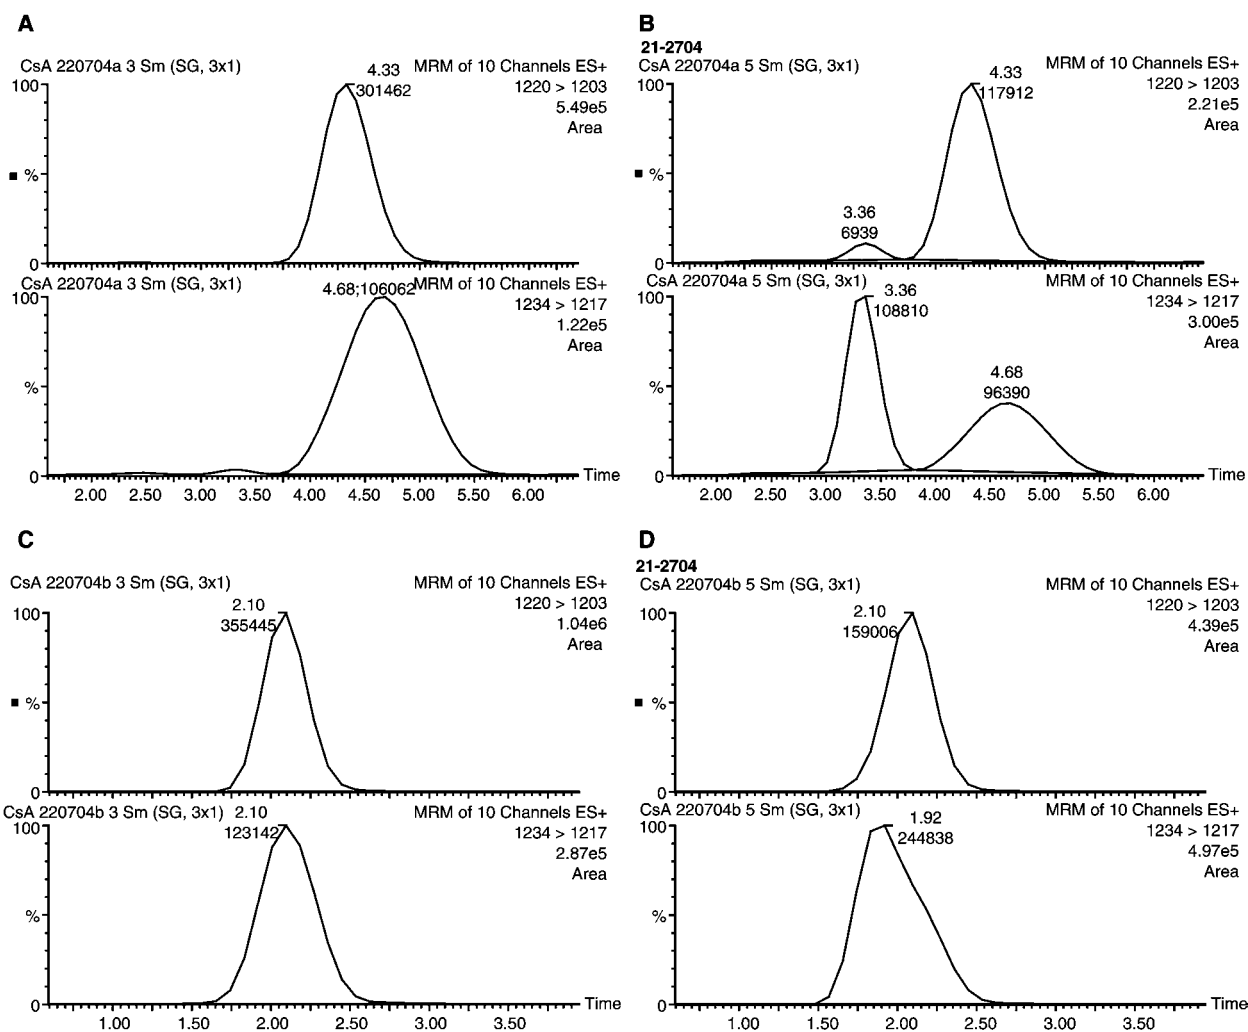 A
CsA 220704a 3 Sm (SG, 3x1)
MRM of 10 Channels ES+
1220 > 1203
5.49e5
Area
4.33
301462
100
%
0
CsA 220704a 3 Sm (SG, 3x1)
MRM of 10 Channels ES+
1234 > 1217
1.22e5
Area
4.68;106062
100
%
0
Time
2.00 2.50 3.00 3.50 4.00 4.50 5.00 5.50 6.00
B
21-2704
CsA 220704a 5 Sm (SG, 3x1)
MRM of 10 Channels ES+
1220 > 1203
2.21e5
Area
4.33
117912
3.36
6939
100
%
0
CsA 220704a 5 Sm (SG, 3x1)
MRM of 10 Channels ES+
1234 > 1217
3.00e5
Area
3.36
108810
4.68
96390
100
%
0
Time
2.00 2.50 3.00 3.50 4.00 4.50 5.00 5.50 6.00
C
CsA 220704b 3 Sm (SG, 3x1)
MRM of 10 Channels ES+
1220 > 1203
1.04e6
Area
2.10
355445
100
%
0
CsA 220704b 3 Sm (SG, 3x1)
MRM of 10 Channels ES+
1234 > 1217
2.87e5
Area
2.10
123142
100
%
0
Time
1.00 1.50 2.00 2.50 3.00 3.50
D
21-2704
CsA 220704b 5 Sm (SG, 3x1)
MRM of 10 Channels ES+
1220 > 1203
4.39e5
Area
2.10
159006
100
%
0
CsA 220704b 5 Sm (SG, 3x1)
MRM of 10 Channels ES+
1234 > 1217
4.97e5
Area
1.92
244838
100
%
0
Time
1.00 1.50 2.00 2.50 3.00 3.50